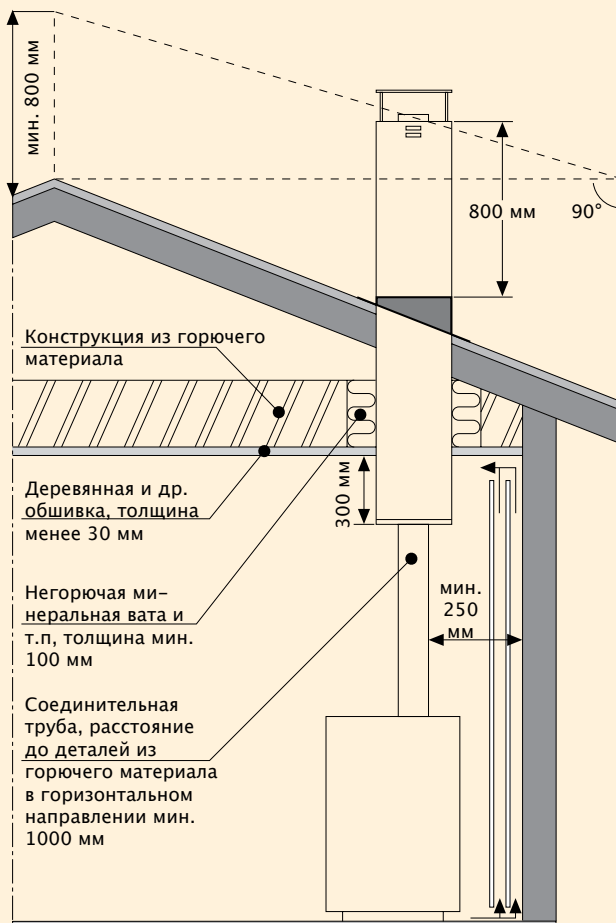 мин. 800 мм
800 мм
90°
Конструкция из горючего
материала
300 мм
Деревянная и др.
обшивка, толщина
менее 30 мм
мин.
250
мм
Негорючая ми–
неральная вата и
т.п, толщина мин.
100 мм
Соединительная
труба, расстояние
до деталей из
горючего материала
в горизонтальном
направлении мин.
1000 мм